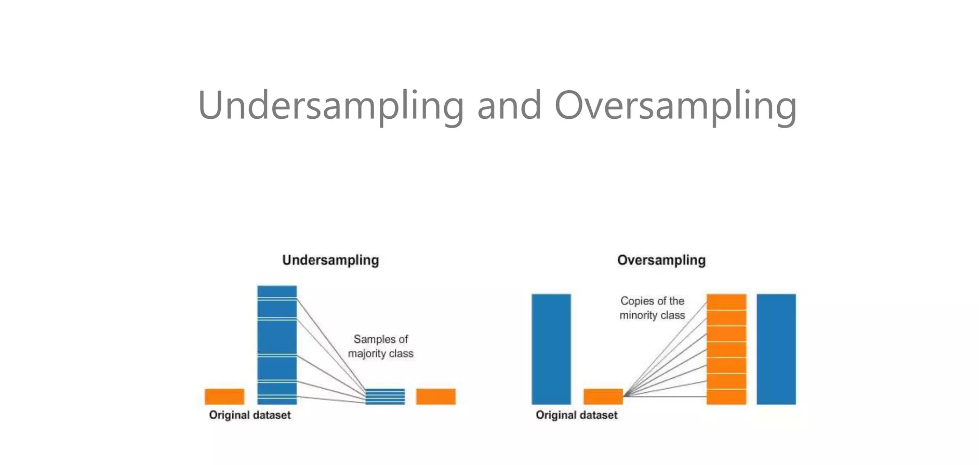 Undersampling and Oversampling
Undersampling
Samples of
majority class
Original dataset
Oversampling
Copies of the
minority class
Original dataset